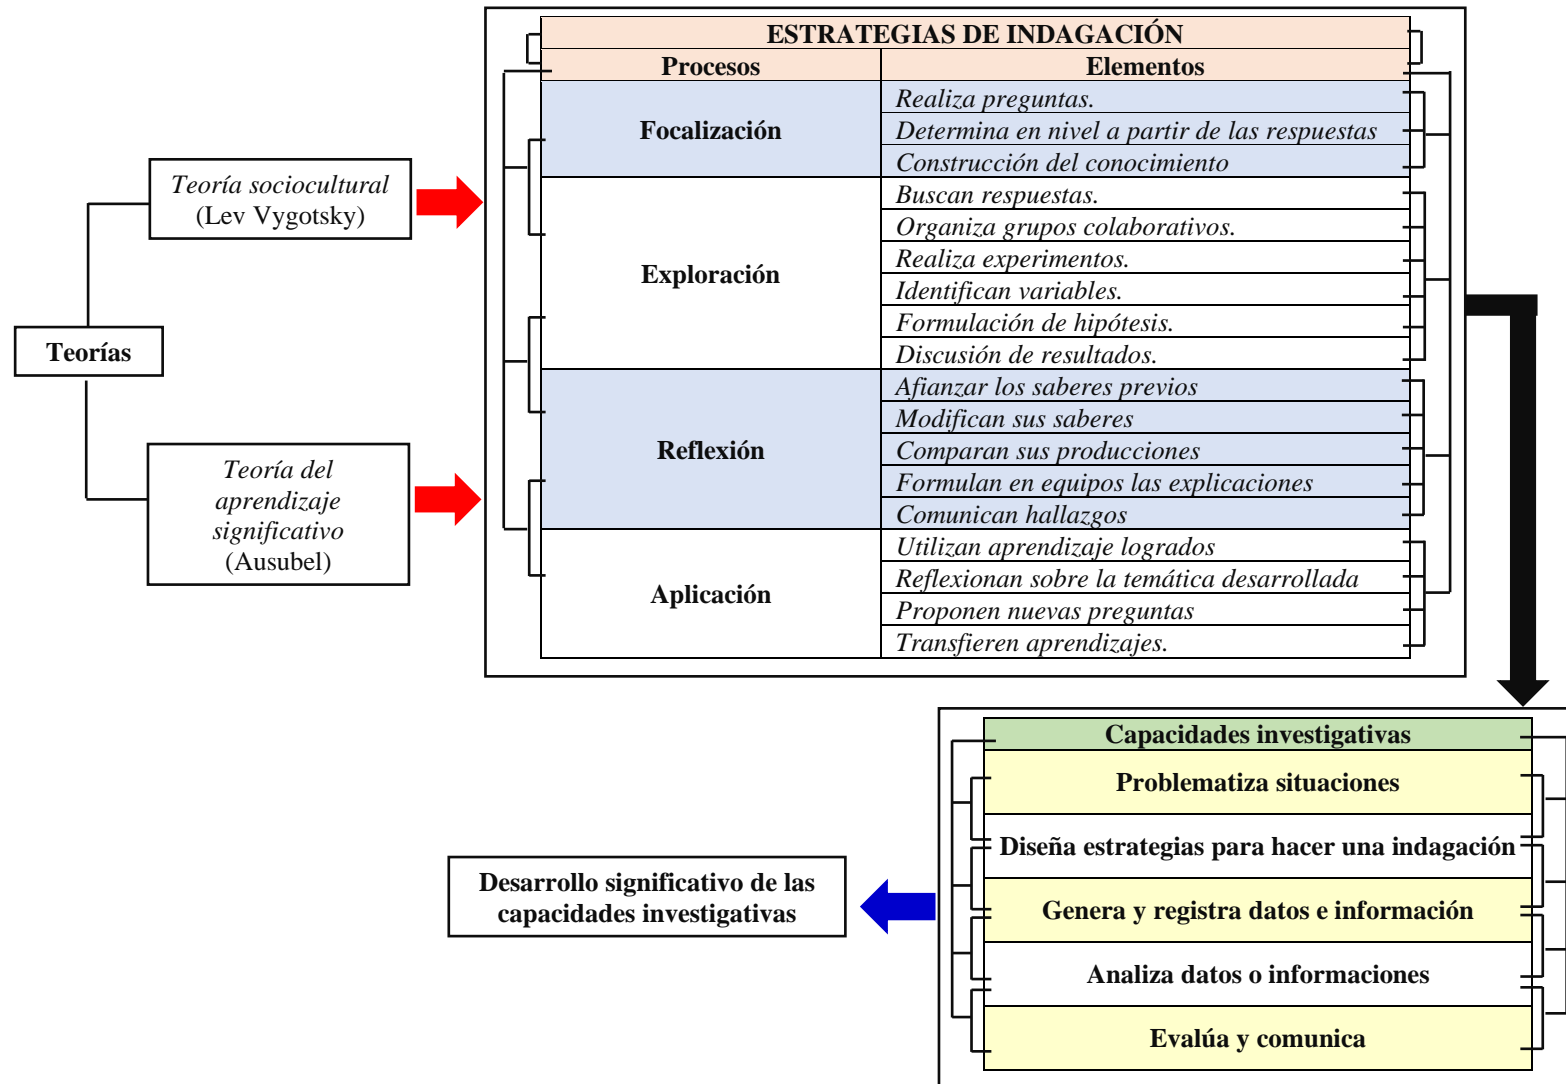 ESTRATEGIAS DE INDAGACIÓN
Procesos
Elementos
Focalización
Realiza preguntas.
Determina en nivel a partir de las respuestas
Construcción del conocimiento
Exploración
Buscan respuestas.
Organiza grupos colaborativos.
Realiza experimentos.
Identifican variables.
Formulación de hipótesis.
Discusión de resultados.
Reflexión
Afianzar los saberes previos
Modifican sus saberes
Comparan sus producciones
Formulan en equipos las explicaciones
Comunican hallazgos
Aplicación
Utilizan aprendizaje logrados
Reflexionan sobre la temática desarrollada
Proponen nuevas preguntas
Transfieren aprendizajes.
Teorías
Teoría sociocultural
(Lev Vygotsky)
Teoría del
aprendizaje
significativo
(Ausubel)
Capacidades investigativas
Problematiza situaciones
Diseña estrategias para hacer una indagación
Genera y registra datos e información
Analiza datos o informaciones
Evalúa y comunica
Desarrollo significativo de las
capacidades investigativas